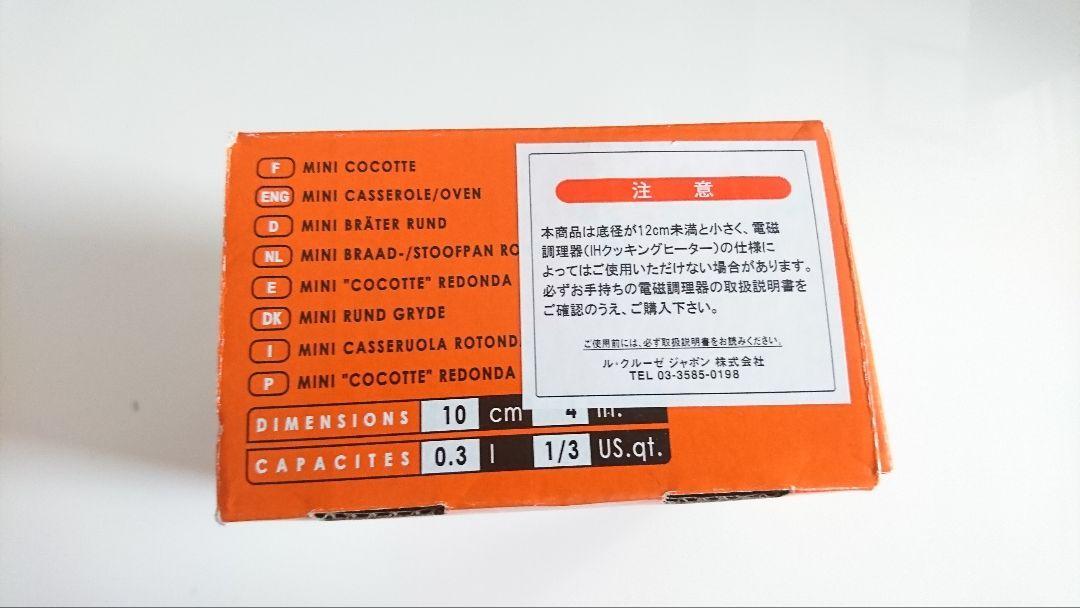 F MINI COCOTTE
ENG MINI CASSEROLE/OVEN
D MINI BRÄTER RUND
NL MINI BRAAD-/STOOFPAN RO
E MINI "COCOTTE" REDONDA
DK MINI RUND GRYDE
I MINI CASSERUOLA ROTOND
P MINI "COCOTTE" REDONDA
DIMENSIONS 10 cm 4 in.
CAPACITES 0.3 l 1/3 US.qt.
注 意
本商品は底径が12cm未満と小さく、電磁
調理器(IHクッキングヒーター)の仕様に
よってはご使用いただけない場合があります。
必ずお手持ちの電磁調理器の取扱説明書を
ご確認のうえ、ご購入下さい。
ご使用前には、必ず取扱説明書をお読みください。
ル・クルーゼ ジャポン 株式会社
TEL 03-3585-0198